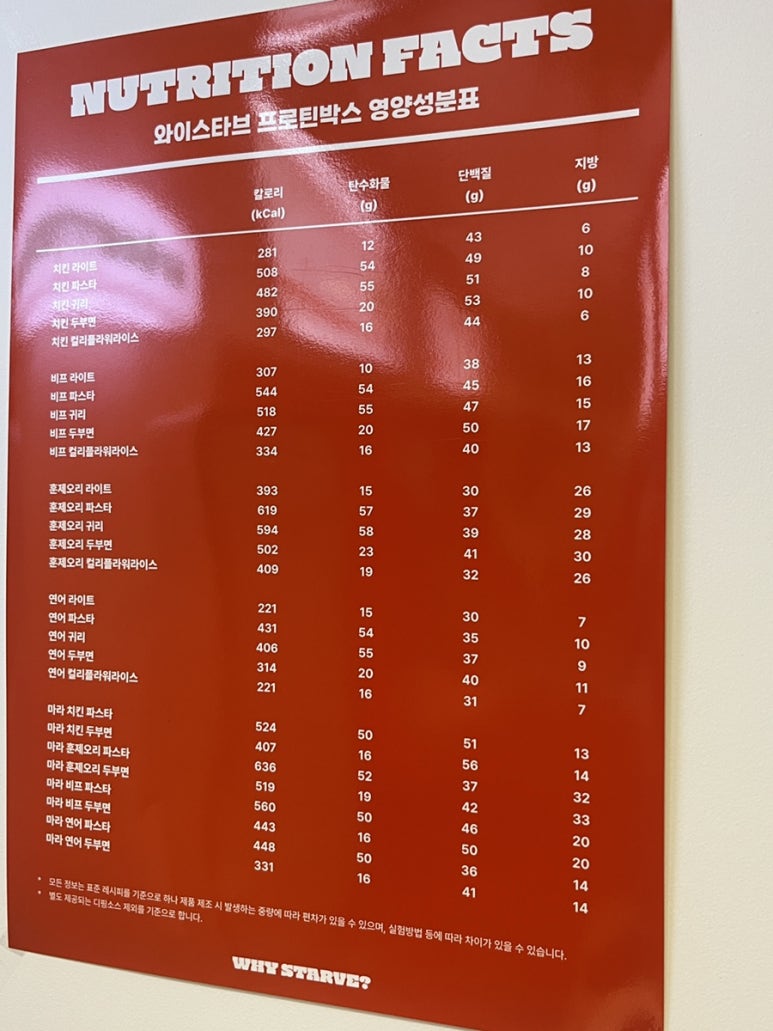 NUTRITION FACTS
와이스타브 프로틴박스 영양성분표
칼로리 (kCal) 탄수화물 (g) 단백질 (g) 지방 (g)
치킨 라이트 281 12 43 6
치킨 파스타 508 54 49 10
치킨 귀리 482 55 51 8
치킨 두부면 390 20 53 10
치킨 컬리플라워라이스 297 16 44 6
비프 라이트 307 10 38 13
비프 파스타 544 54 45 16
비프 귀리 518 55 47 15
비프 두부면 427 20 50 17
비프 컬리플라워라이스 334 16 40 13
훈제오리 라이트 393 15 30 26
훈제오리 파스타 619 57 37 29
훈제오리 귀리 594 58 39 28
훈제오리 두부면 502 23 41 30
훈제오리 컬리플라워라이스 409 19 32 26
연어 라이트 221 15 30 7
연어 파스타 431 54 35 10
연어 귀리 406 55 37 9
연어 두부면 314 20 40 11
연어 컬리플라워라이스 221 16 31 7
마라 치킨 파스타 524 50 51 13
마라 치킨 두부면 407 16 56 14
마라 훈제오리 파스타 636 52 37 32
마라 훈제오리 두부면 519 19 42 33
마라 비프 파스타 560 50 46 20
마라 비프 두부면 443 16 50 20
마라 연어 파스타 448 50 36 14
마라 연어 두부면 331 16 41 14
* 모든 정보는 표준 레시피를 기준으로 하나 제품 제조 시 발생하는 중량에 따라 편차가 있을 수 있으며, 실험방법 등에 따라 차이가 있을 수 있습니다.
* 별도 제공되는 디핑소스 제외를 기준으로 합니다.
WHY STARVE?